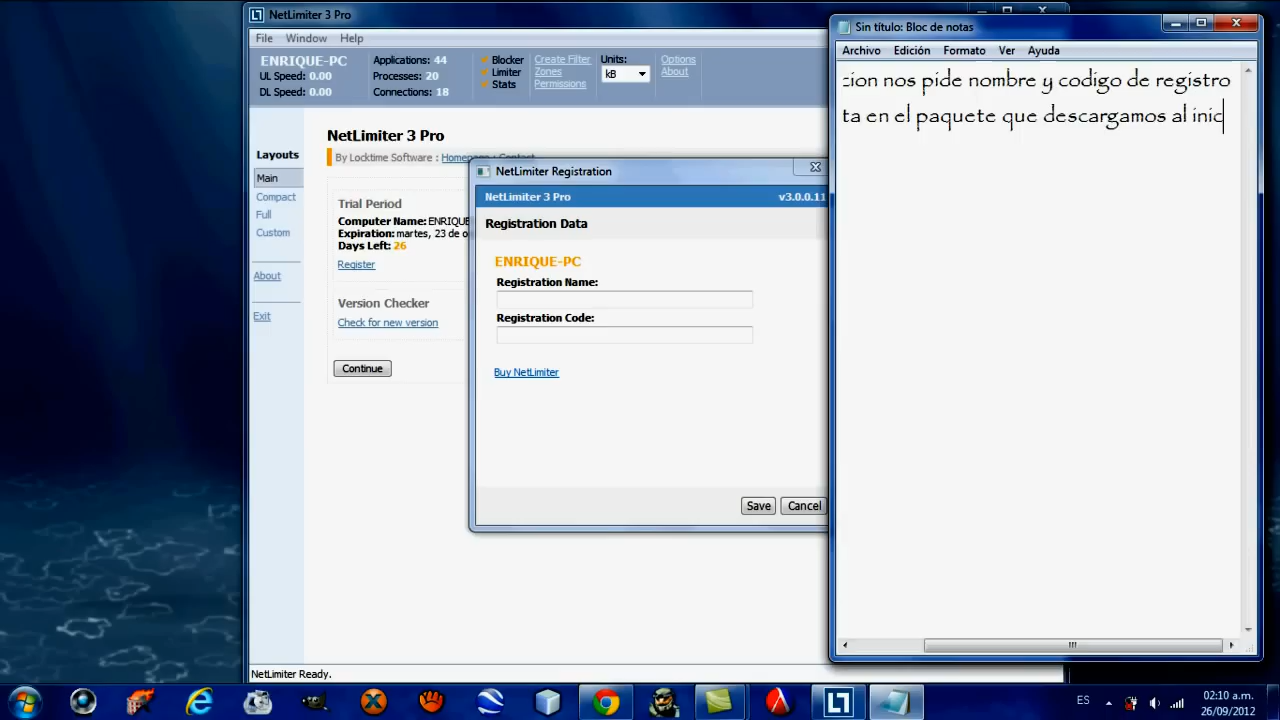 NetLimiter 3 Pro
File Window Help
ENRIQUE-PC
UL Speed: 0.00
DL Speed: 0.00
Applications: 44
Processes: 20
Connections: 18
Blocker
Limiter
Stats
Create Filter
Zones
Permissions
Units:
kB
Options
About
Layouts
Main
Compact
Full
Custom
About
Exit
NetLimiter 3 Pro
By Locktime Software : Homepage : Contact
Trial Period
Computer Name: ENRIQUE
Expiration: martes, 23 de o
Days Left: 26
Register
Version Checker
Check for new version
Continue
NetLimiter Ready.
NetLimiter Registration
NetLimiter 3 Pro v3.0.0.11
Registration Data
ENRIQUE-PC
Registration Name:
Registration Code:
Buy NetLimiter
Save Cancel
Sin título: Bloc de notas
Archivo Edición Formato Ver Ayuda
cion nos pide nombre y codigo de registro
ta en el paquete que descargamos al inic
ES
02:10 a.m.
26/09/2012